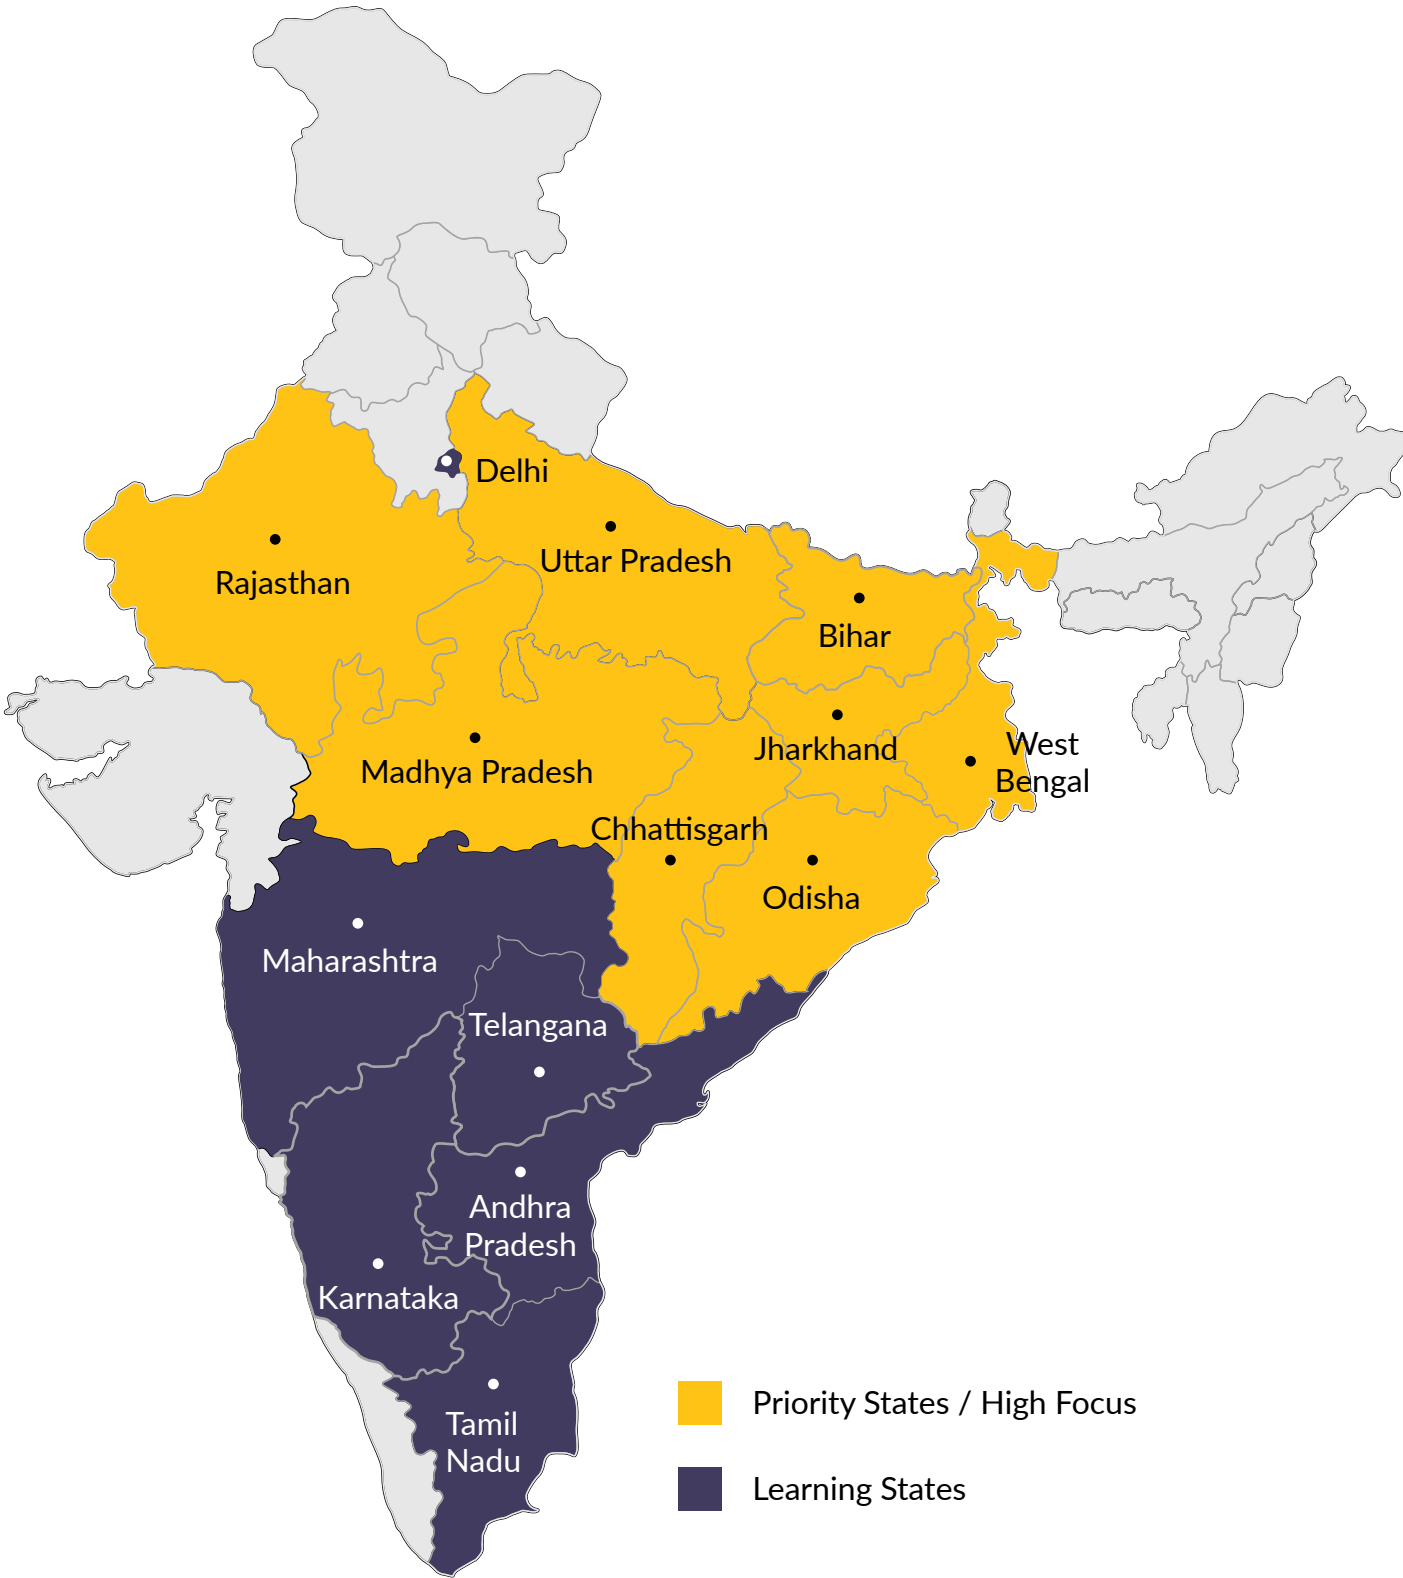 Delhi
Uttar Pradesh
Rajasthan
Bihar
Jharkhand
West
Bengal
Madhya Pradesh
Chhattisgarh
Odisha
Maharashtra
Telangana
Andhra
Pradesh
Karnataka
Tamil
Nadu
Priority States / High Focus
Learning States